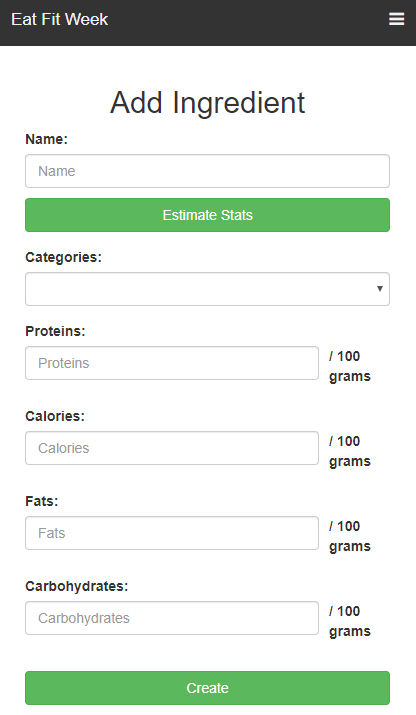 Eat Fit Week
Add Ingredient
Name:
Name
Estimate Stats
Categories:
Proteins:
Proteins
/ 100
grams
Calories:
Calories
/ 100
grams
Fats:
Fats
/ 100
grams
Carbohydrates:
Carbohydrates
/ 100
grams
Create